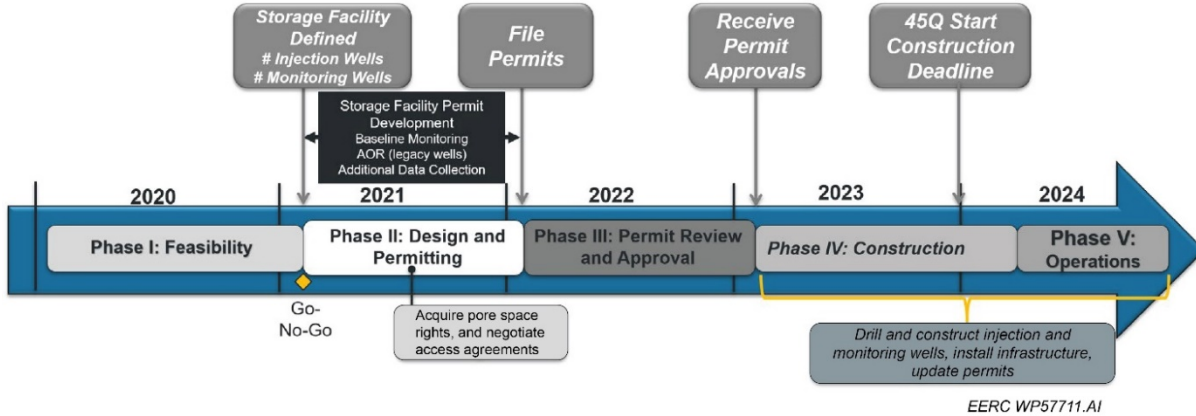 Storage Facility
Defined
# Injection Wells
# Monitoring Wells
File
Permits
Receive
Permit
Approvals
45Q Start
Construction
Deadline
Storage Facility Permit
Development
Baseline Monitoring
AOR (legacy wells)
Additional Data Collection
2020
2021
2022
2023
2024
Phase I: Feasibility
Phase II: Design and
Permitting
Phase III: Permit Review
and Approval
Phase IV: Construction
Phase V:
Operations
Go-
No-Go
Acquire pore space
rights, and negotiate
access agreements
Drill and construct injection and
monitoring wells, install infrastructure,
update permits
EERC WP57711.AI